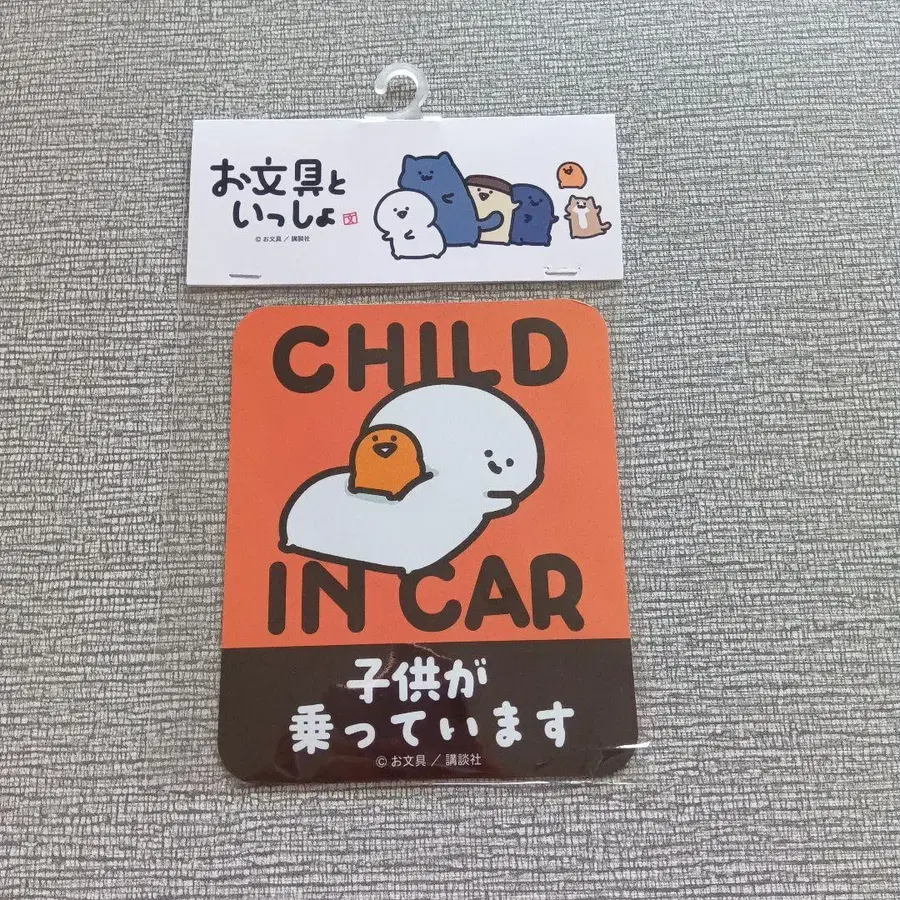 お文具と
いっしょ
文
© お文具 / 講談社
CHILD
IN CAR
子供が
乗っています
© お文具 / 講談社